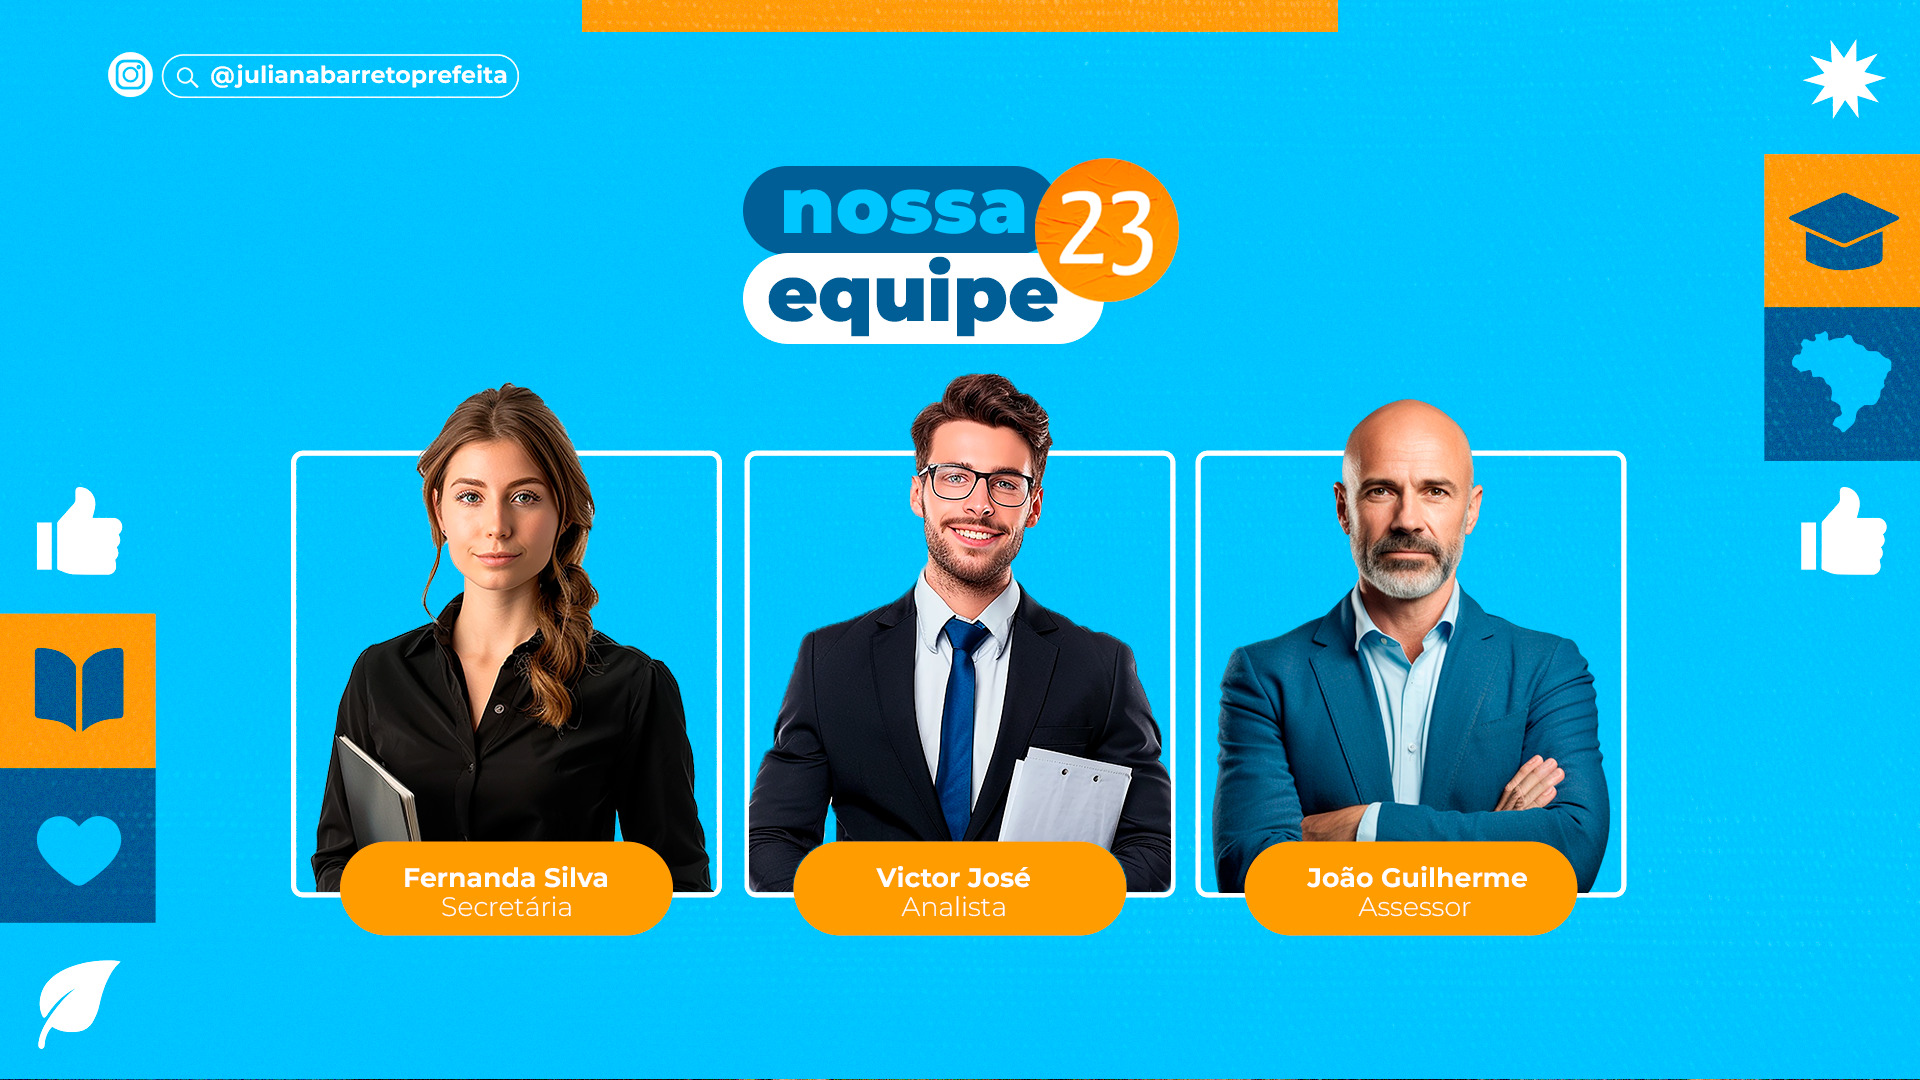 @julianabarretoprefeita
nossa
23
equipe
Fernanda Silva
Secretária
Victor José
Analista
João Guilherme
Assessor